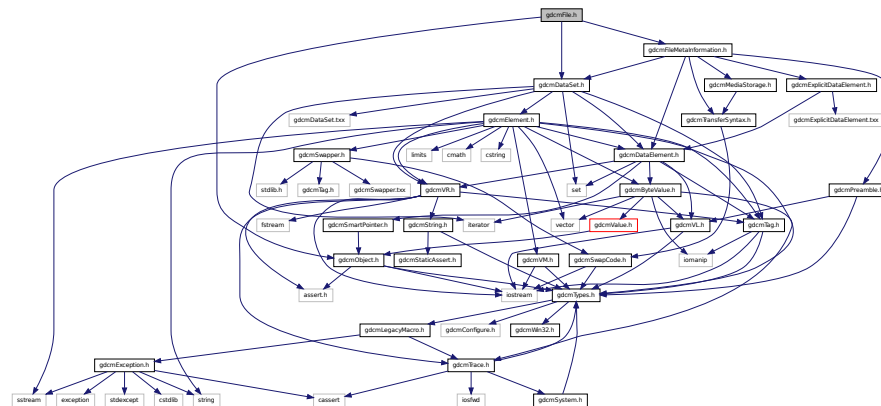 gdcmFile.h
gdcmFileMetaInformation.h
gdcmDataSet.h
gdcmMediaStorage.h
gdcmExplicitDataElement.h
gdcmDataSet.txx
gdcmElement.h
gdcmTransferSyntax.h
gdcmExplicitDataElement.txx
gdcmSwapper.h
limits
cmath
cstring
gdcmDataElement.h
stdlib.h
gdcmTag.h
gdcmSwapper.txx
gdcmVR.h
set
gdcmByteValue.h
gdcmPreamble.h
fstream
gdcmSmartPointer.h
gdcmString.h
iterator
vector
gdcmValue.h
gdcmVL.h
gdcmTag.h
gdcmObject.h
gdcmStaticAssert.h
gdcmVM.h
gdcmSwapCode.h
iomanip
assert.h
iostream
gdcmTypes.h
gdcmLegacyMacro.h
gdcmConfigure.h
gdcmWin32.h
gdcmException.h
gdcmTrace.h
sstream
exception
stdexcept
cstdlib
string
cassert
iosfwd
gdcmSystem.h